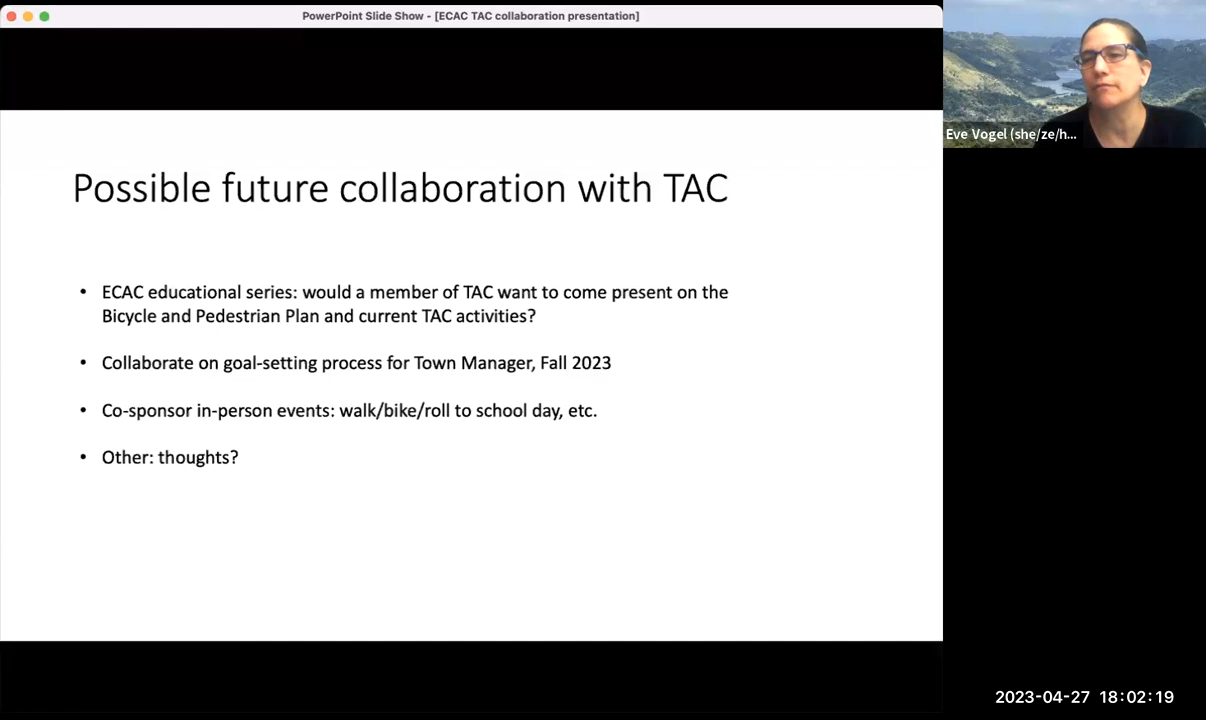 PowerPoint Slide Show - [ECAC TAC collaboration presentation]
Eve Vogel (she/ze/h...
Possible future collaboration with TAC
• ECAC educational series: would a member of TAC want to come present on the
Bicycle and Pedestrian Plan and current TAC activities?
• Collaborate on goal-setting process for Town Manager, Fall 2023
• Co-sponsor in-person events: walk/bike/roll to school day, etc.
• Other: thoughts?
2023-04-27 18:02:19